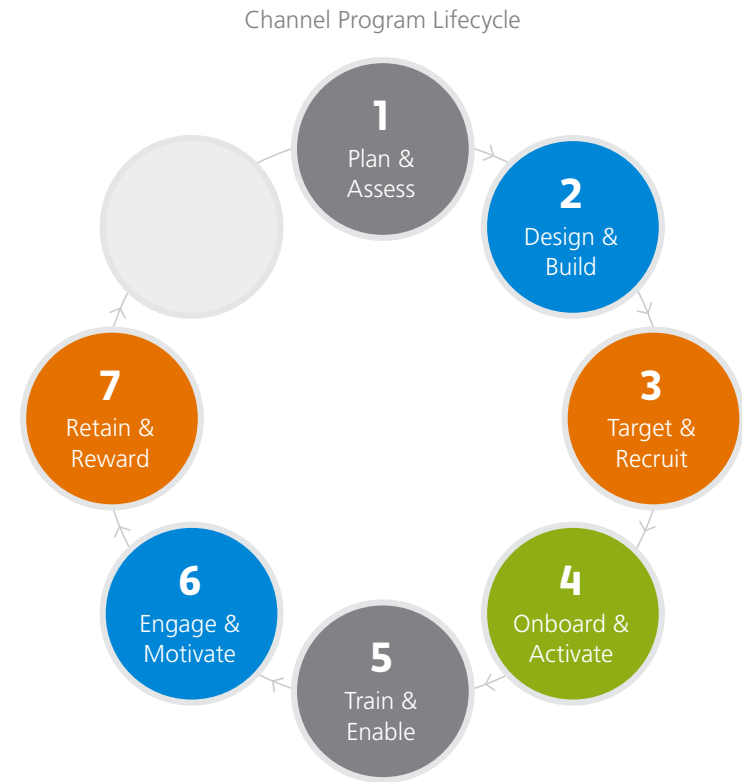 Channel Program Lifecycle
1
Plan &
Assess
2
Design &
Build
3
Target &
Recruit
4
Onboard &
Activate
5
Train &
Enable
6
Engage &
Motivate
7
Retain &
Reward